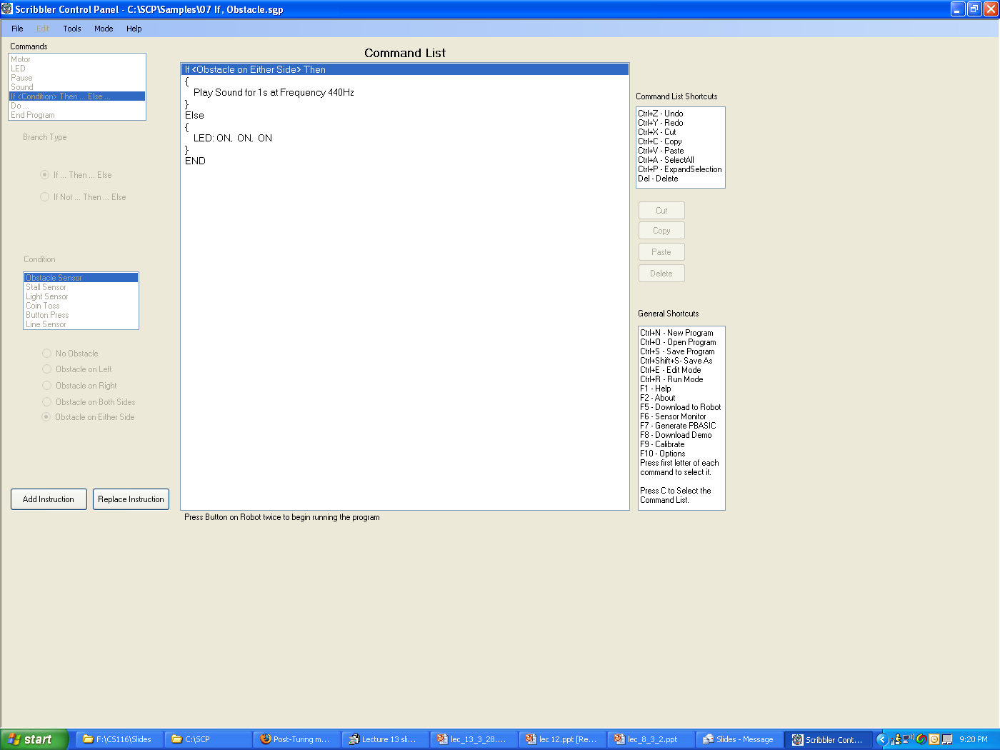 Scribbler Control Panel - C:\SCP\Samples\07 If, Obstacle.sgp
File Edit Tools Mode Help
Commands
Motor
LED
Pause
Sound
If <Condition> Then ... Else ...
Do ...
End Program
Branch Type
If ... Then ... Else
If Not ... Then ... Else
Condition
Obstacle Sensor
Stall Sensor
Light Sensor
Coin Toss
Button Press
Line Sensor
No Obstacle
Obstacle on Left
Obstacle on Right
Obstacle on Both Sides
Obstacle on Either Side
Add Instruction Replace Instruction
Command List
If <Obstacle on Either Side> Then
{
Play Sound for 1s at Frequency 440Hz
}
Else
{
LED: ON, ON, ON
}
END
Press Button on Robot twice to begin running the program
Command List Shortcuts
Ctrl+Z - Undo
Ctrl+Y - Redo
Ctrl+X - Cut
Ctrl+C - Copy
Ctrl+V - Paste
Ctrl+A - SelectAll
Ctrl+P - ExpandSelection
Del - Delete
Cut
Copy
Paste
Delete
General Shortcuts
Ctrl+N - New Program
Ctrl+O - Open Program
Ctrl+S - Save Program
Ctrl+Shift+S- Save As
Ctrl+E - Edit Mode
Ctrl+R - Run Mode
F1 - Help
F2 - About
F5 - Download to Robot
F6 - Sensor Monitor
F7 - Generate PBASIC
F8 - Download Demo
F9 - Calibrate
F10 - Options
Press first letter of each
command to select it.
Press C to Select the
Command List.
start F:\CS116\Slides C:\SCP Post-Turing m... Lecture 13 sli... lec_13_3_28.... lec 12.ppt [Re... lec_8_3_2.ppt Slides - Message Scribbler Cont... 9:20 PM